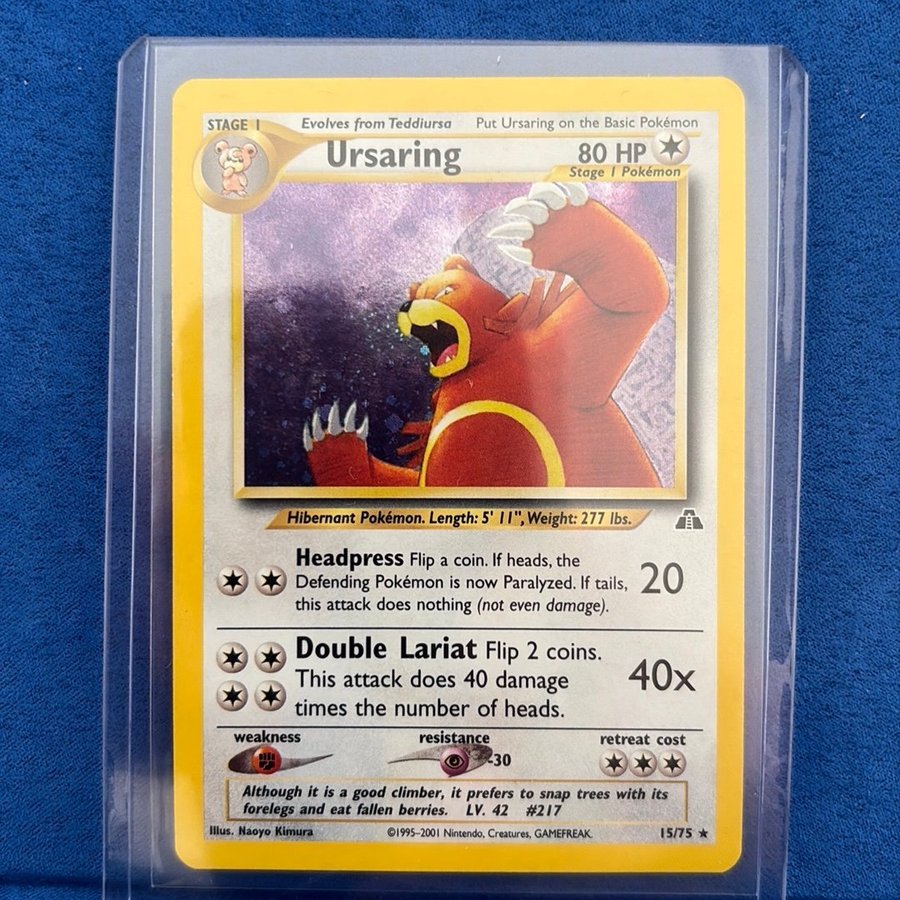 STAGE 1 Evolves from Teddiursa Put Ursaring on the Basic Pokémon
Ursaring 80 HP
Stage 1 Pokémon
Hibernant Pokémon. Length: 5' 11", Weight: 277 lbs.
Headpress Flip a coin. If heads, the
Defending Pokémon is now Paralyzed. If tails,
this attack does nothing (not even damage).
20
Double Lariat Flip 2 coins.
This attack does 40 damage
times the number of heads.
40x
weakness resistance retreat cost
-30
Although it is a good climber, it prefers to snap trees with its
forelegs and eat fallen berries. LV. 42 #217
Illus. Naoyo Kimura ©1995-2001 Nintendo, Creatures, GAMEFREAK. 15/75 ★